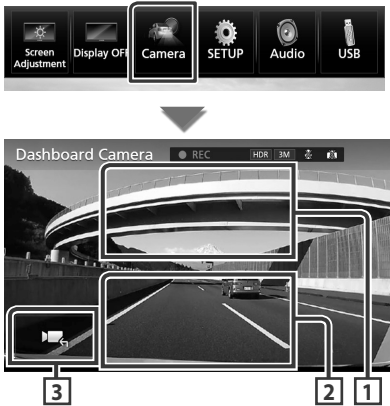 Screen Adjustment
Display OFF
Camera
SETUP
Audio
USB
Dashboard Camera
REC
HDR
3M
1
2
3